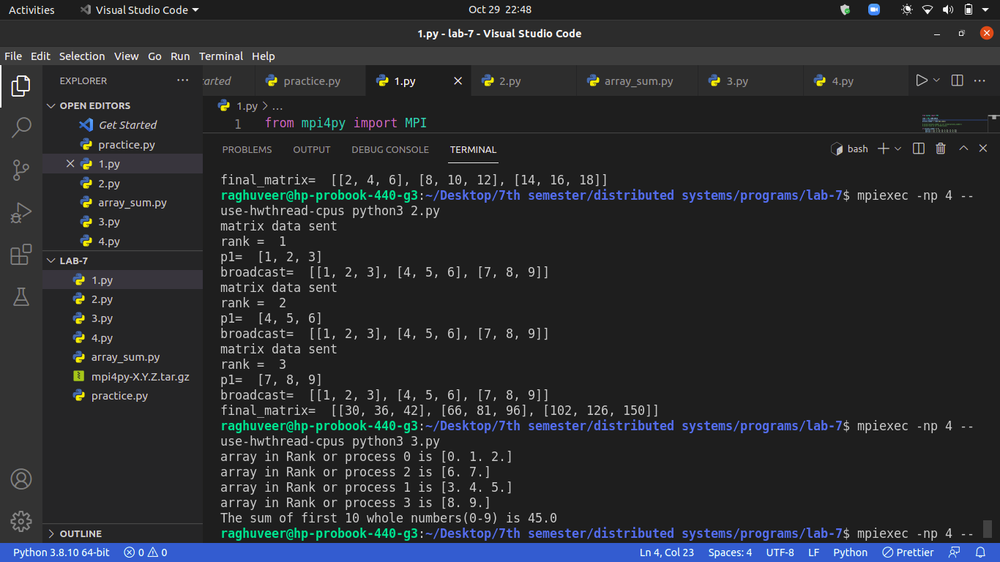 Activities
Visual Studio Code
Oct 29 22:48
1.py - lab-7 - Visual Studio Code
File Edit Selection View Go Run Terminal Help
EXPLORER
OPEN EDITORS
Get Started
practice.py
1.py
2.py
array_sum.py
3.py
4.py
LAB-7
1.py
2.py
3.py
4.py
array_sum.py
mpi4py-X.Y.Z.tar.gz
practice.py
OUTLINE
arted practice.py 1.py 2.py array_sum.py 3.py 4.py
1.py > ...
1 from mpi4py import MPI
PROBLEMS OUTPUT DEBUG CONSOLE TERMINAL
bash
final_matrix=  [[2, 4, 6], [8, 10, 12], [14, 16, 18]]
raghuveer@hp-probook-440-g3:~/Desktop/7th semester/distributed systems/programs/lab-7$ mpiexec -np 4 --
use-hwthread-cpus python3 2.py
matrix data sent
rank =  1
p1=  [1, 2, 3]
broadcast=  [[1, 2, 3], [4, 5, 6], [7, 8, 9]]
matrix data sent
rank =  2
p1=  [4, 5, 6]
broadcast=  [[1, 2, 3], [4, 5, 6], [7, 8, 9]]
matrix data sent
rank =  3
p1=  [7, 8, 9]
broadcast=  [[1, 2, 3], [4, 5, 6], [7, 8, 9]]
final_matrix=  [[30, 36, 42], [66, 81, 96], [102, 126, 150]]
raghuveer@hp-probook-440-g3:~/Desktop/7th semester/distributed systems/programs/lab-7$ mpiexec -np 4 --
use-hwthread-cpus python3 3.py
array in Rank or process 0 is [0. 1. 2.]
array in Rank or process 2 is [6. 7.]
array in Rank or process 1 is [3. 4. 5.]
array in Rank or process 3 is [8. 9.]
The sum of first 10 whole numbers(0-9) is 45.0
raghuveer@hp-probook-440-g3:~/Desktop/7th semester/distributed systems/programs/lab-7$ mpiexec -np 4 --
Python 3.8.10 64-bit 0 0 Ln 4, Col 23 Spaces: 4 UTF-8 LF Python Prettier